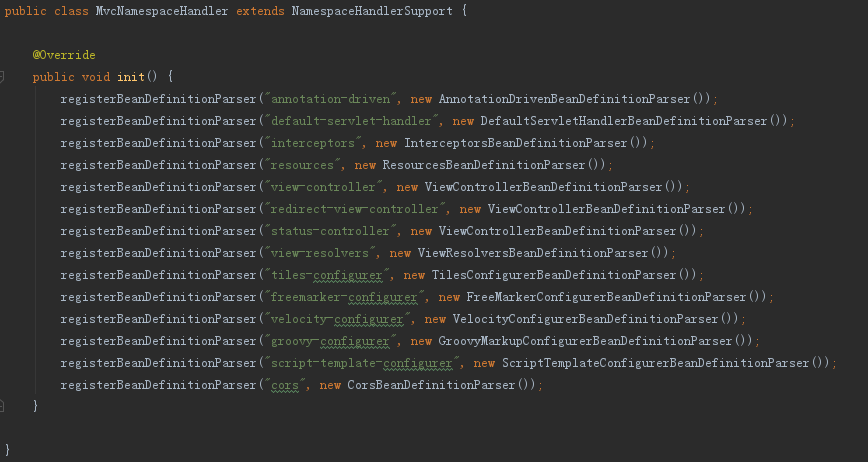 public class MvcNamespaceHandler extends NamespaceHandlerSupport {
@Override
public void init() {
registerBeanDefinitionParser("annotation-driven", new AnnotationDrivenBeanDefinitionParser());
registerBeanDefinitionParser("default-servlet-handler", new DefaultServletHandlerBeanDefinitionParser());
registerBeanDefinitionParser("interceptors", new InterceptorsBeanDefinitionParser());
registerBeanDefinitionParser("resources", new ResourcesBeanDefinitionParser());
registerBeanDefinitionParser("view-controller", new ViewControllerBeanDefinitionParser());
registerBeanDefinitionParser("redirect-view-controller", new ViewControllerBeanDefinitionParser());
registerBeanDefinitionParser("status-controller", new ViewControllerBeanDefinitionParser());
registerBeanDefinitionParser("view-resolvers", new ViewResolversBeanDefinitionParser());
registerBeanDefinitionParser("tiles-configurer", new TilesConfigurerBeanDefinitionParser());
registerBeanDefinitionParser("freemarker-configurer", new FreeMarkerConfigurerBeanDefinitionParser());
registerBeanDefinitionParser("velocity-configurer", new VelocityConfigurerBeanDefinitionParser());
registerBeanDefinitionParser("groovy-configurer", new GroovyMarkupConfigurerBeanDefinitionParser());
registerBeanDefinitionParser("script-template-configurer", new ScriptTemplateConfigurerBeanDefinitionParser());
registerBeanDefinitionParser("cors", new CorsBeanDefinitionParser());
}
}